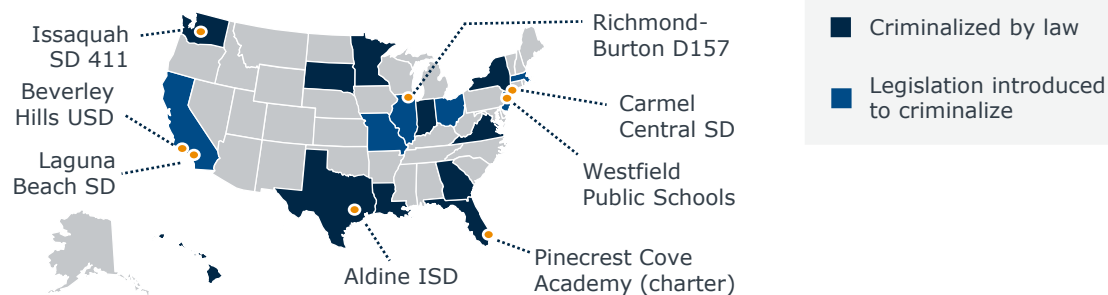 Issaquah
SD 411
Beverley
Hills USD
Laguna
Beach SD
Richmond-
Burton D157
Carmel
Central SD
Westfield
Public Schools
Pinecrest Cove
Academy (charter)
Aldine ISD
Criminalized by law
Legislation introduced
to criminalize